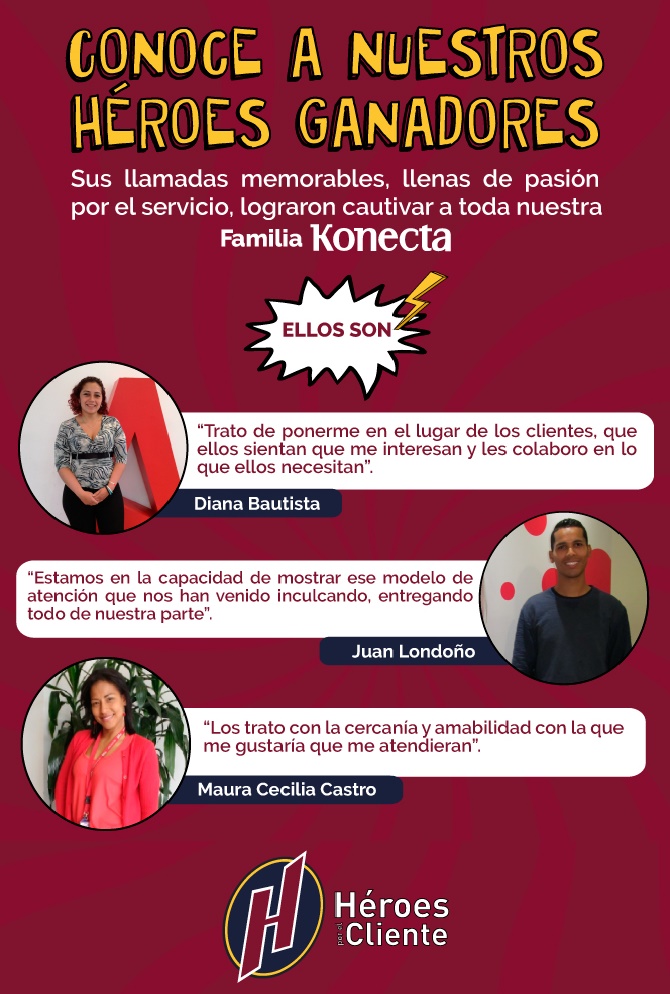 CONOCE A NUESTROS
HÉROES GANADORES
Sus llamadas memorables, llenas de pasión
por el servicio, lograron cautivar a toda nuestra
Familia Konecta
ELLOS SON
“Trato de ponerme en el lugar de los clientes, que
ellos sientan que me interesan y les colaboro en lo
que ellos necesitan”.
Diana Bautista
“Estamos en la capacidad de mostrar ese modelo de
atención que nos han venido inculcando, entregando
todo de nuestra parte”.
Juan Londoño
“Los trato con la cercanía y amabilidad con la que
me gustaría que me atendieran”.
Maura Cecilia Castro
H
Héroes
por el
Cliente